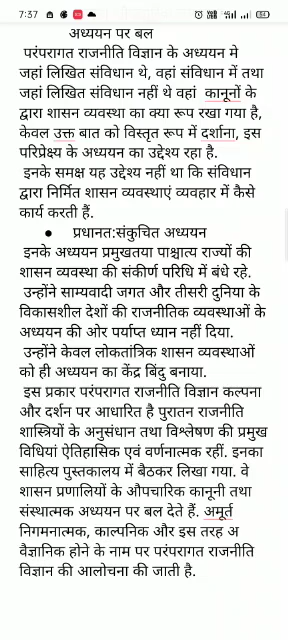 7:37
अध्ययन पर बल
परंपरागत राजनीति विज्ञान के अध्ययन मे
जहां लिखित संविधान थे, वहां संविधान में तथा
जहां लिखित संविधान नहीं थे वहां कानूनों के
द्वारा शासन व्यवस्था का क्या रूप रखा गया है,
केवल उक्त बात को विस्तृत रूप में दर्शाना, इस
परिप्रेक्ष्य के अध्ययन का उद्देश्य रहा है.
इनके समक्ष यह उद्देश्य नहीं था कि संविधान
द्वारा निर्मित शासन व्यवस्थाएं व्यवहार में कैसे
कार्य करती हैं.
● प्रधानत:संकुचित अध्ययन
इनके अध्ययन प्रमुखतया पाश्चात्य राज्यों की
शासन व्यवस्था की संकीर्ण परिधि में बंधे रहे.
उन्होंने साम्यवादी जगत और तीसरी दुनिया के
विकासशील देशों की राजनीतिक व्यवस्थाओं के
अध्ययन की ओर पर्याप्त ध्यान नहीं दिया.
उन्होंने केवल लोकतांत्रिक शासन व्यवस्थाओं
को ही अध्ययन का केंद्र बिंदु बनाया.
इस प्रकार परंपरागत राजनीति विज्ञान कल्पना
और दर्शन पर आधारित है पुरातन राजनीति
शास्त्रियों के अनुसंधान तथा विश्लेषण की प्रमुख
विधियां ऐतिहासिक एवं वर्णनात्मक रहीं. इनका
साहित्य पुस्तकालय में बैठकर लिखा गया. वे
शासन प्रणालियों के औपचारिक कानूनी तथा
संस्थात्मक अध्ययन पर बल देते हैं. अमूर्त
निगमनात्मक, काल्पनिक और इस तरह अ
वैज्ञानिक होने के नाम पर परंपरागत राजनीति
विज्ञान की आलोचना की जाती है.